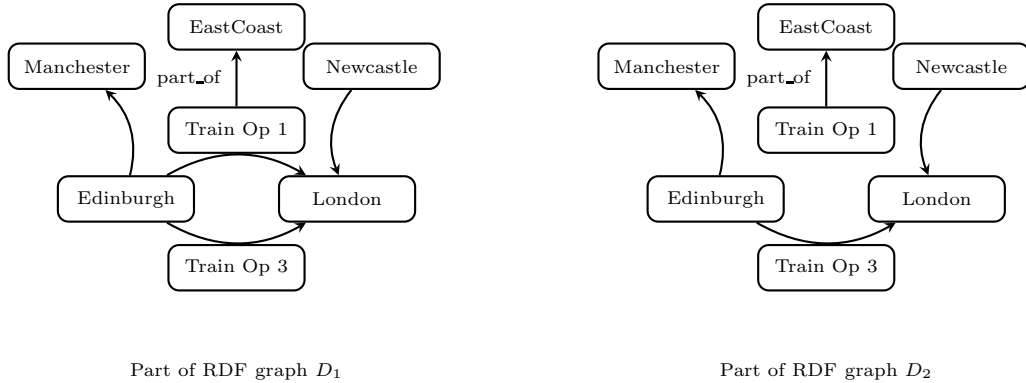 EastCoast
Manchester
Newcastle
part_of
Train Op 1
Edinburgh
London
Train Op 3
Part of RDF graph D₁
EastCoast
Manchester
Newcastle
part_of
Train Op 1
Edinburgh
London
Train Op 3
Part of RDF graph D₂